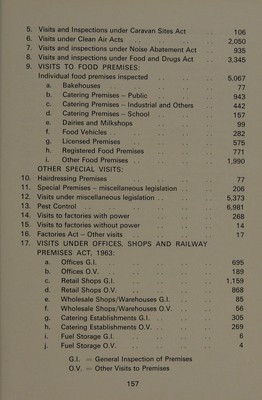 5. Visits and Inspections under Caravan Sites Act .. 106
6. Visits under Clean Air Acts .. .. .. .. 2,050
7. Visits and inspections under Noise Abatement Act .. 935
8. Visits and Inspections under Food and Drugs Act .. 3,345
9. VISITS TO FOOD PREMISES:
Individual food premises inspected .. .. .. 5,067
a. Bakehouses .. .. .. .. .. 77
b. Catering Premises – Public .. .. .. 943
c. Catering Premises – Industrial and Others .. 442
d. Catering Premises – School .. .. .. 157
e. Dairies and Milkshops .. .. .. .. 99
f. Food Vehicles .. .. .. .. .. 282
g. Licensed Premises .. .. .. .. 575
h. Registered Food Premises .. .. .. 771
i. Other Food Premises .. .. .. .. 1,990
OTHER SPECIAL VISITS:
10. Hairdressing Premises .. .. .. .. 77
11. Special Premises – miscellaneous legislation .. .. 206
12. Visits under miscellaneous legislation .. .. .. 5,373
13. Pest Control .. .. .. .. .. 6,981
14. Visits to factories with power .. .. .. 268
15. Visits to factories without power .. .. .. 14
16. Factories Act – Other visits .. .. .. 17
17. VISITS UNDER OFFICES, SHOPS AND RAILWAY
PREMISES ACT, 1963:
a. Offices G.I. .. .. .. .. 695
b. Offices O.V. .. .. .. .. 189
c. Retail Shops G.I. .. .. .. .. 1,159
d. Retail Shops O.V. .. .. .. .. 868
e. Wholesale Shops/Warehouses G.I. .. .. 85
f. Wholesale Shops/Warehouses O.V. .. .. 56
g. Catering Establishments G.I. .. .. .. 305
h. Catering Establishments O.V. .. .. .. 269
i. Fuel Storage G.I. .. .. .. .. 6
j. Fuel Storage O.V. .. .. .. .. 4
G.I. = General Inspection of Premises
O.V. = Other Visits to Premises
157